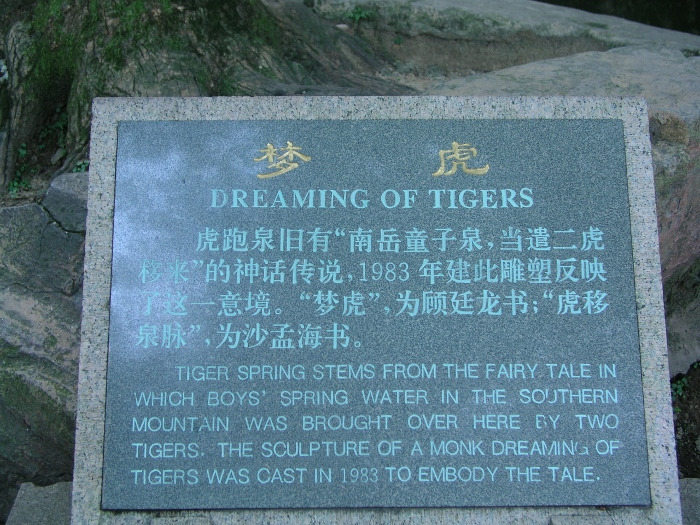 梦 虎
DREAMING OF TIGERS
虎跑泉旧有“南岳童子泉，当遣二虎
移来”的神话传说，1983年建此雕塑反映
了这一意境。“梦虎”，为顾廷龙书；“虎移
泉脉”，为沙孟海书。
TIGER SPRING STEMS FROM THE FAIRY TALE IN
WHICH BOYS' SPRING WATER IN THE SOUTHERN
MOUNTAIN WAS BROUGHT OVER HERE BY TWO
TIGERS. THE SCULPTURE OF A MONK DREAMING OF
TIGERS WAS CAST IN 1983 TO EMBODY THE TALE.